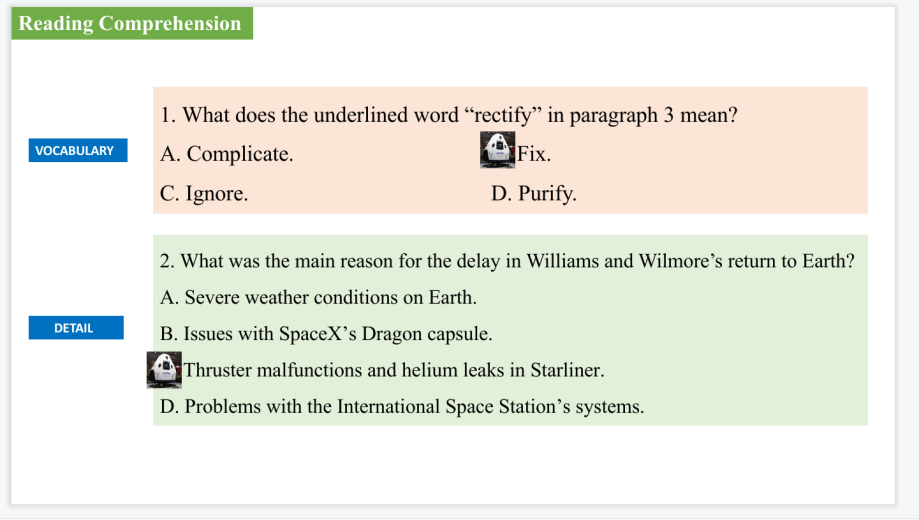 Reading Comprehension
1. What does the underlined word “rectify” in paragraph 3 mean?
VOCABULARY
A. Complicate. Fix.
C. Ignore. D. Purify.
2. What was the main reason for the delay in Williams and Wilmore’s return to Earth?
A. Severe weather conditions on Earth.
DETAIL
B. Issues with SpaceX’s Dragon capsule.
Thruster malfunctions and helium leaks in Starliner.
D. Problems with the International Space Station’s systems.